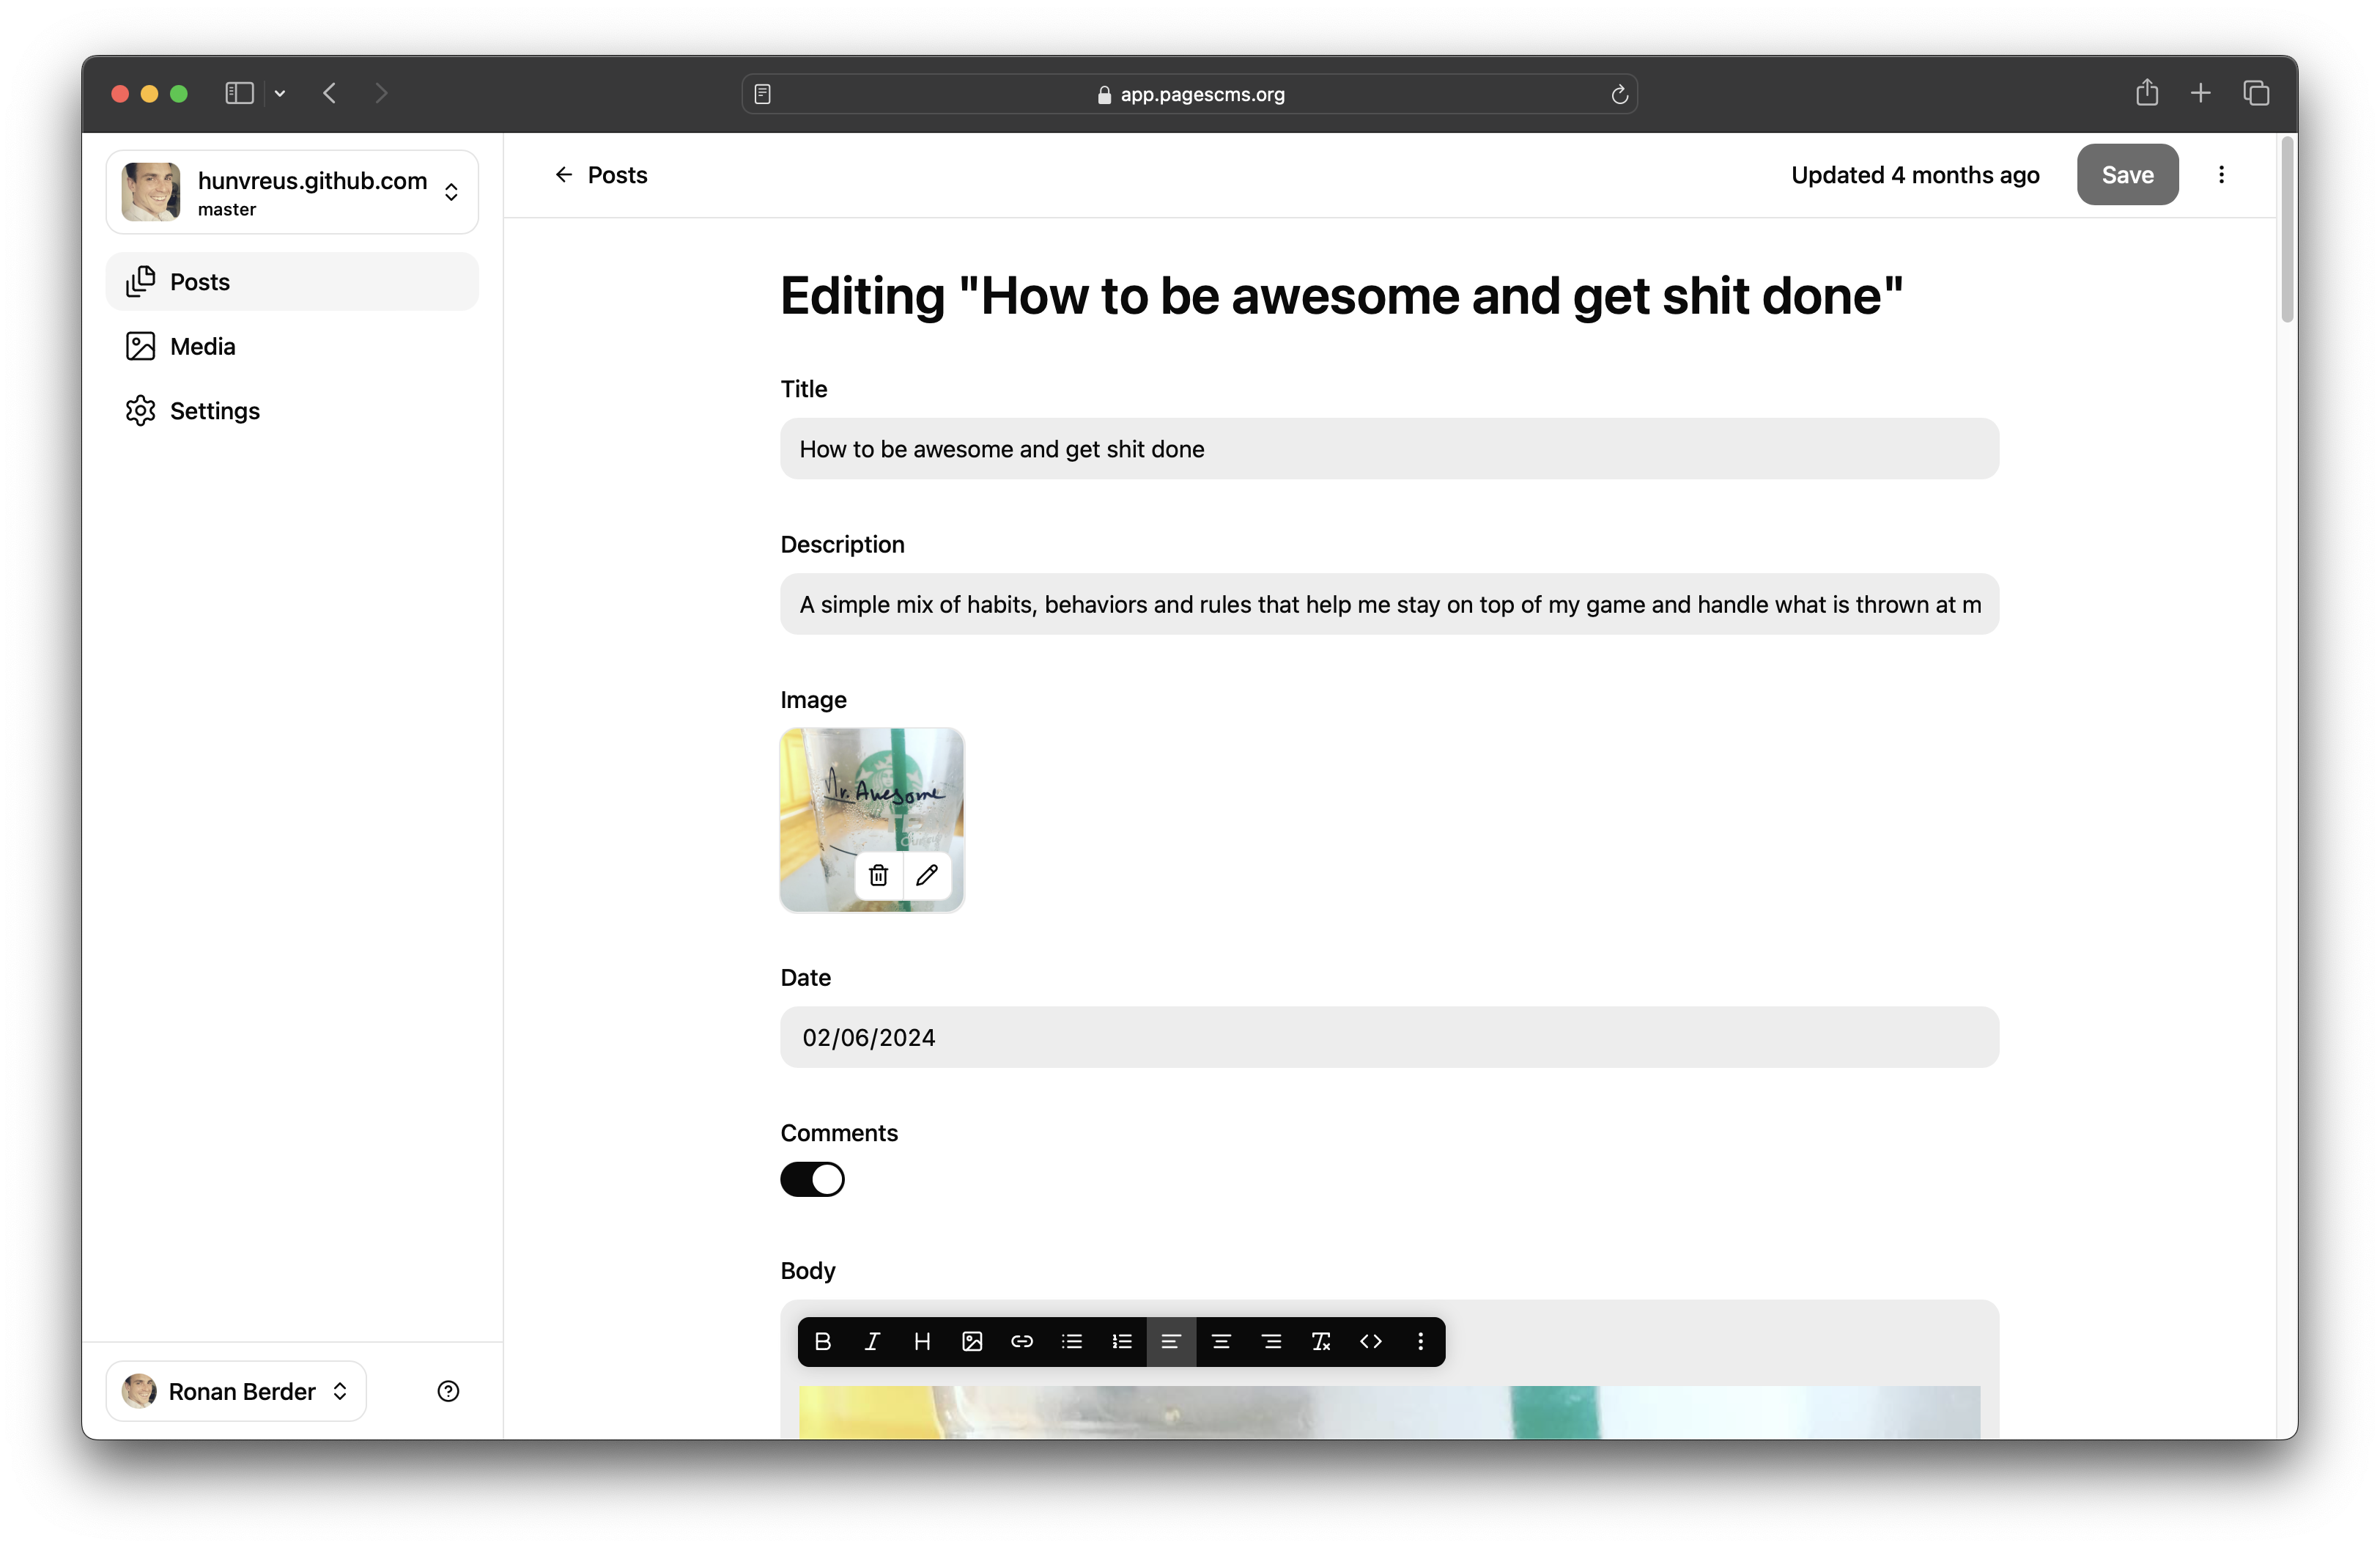 app.pagescms.org
hunvreus.github.com
master
Posts
Media
Settings
Ronan Berder
Posts
Updated 4 months ago
Save
Editing "How to be awesome and get shit done"
Title
How to be awesome and get shit done
Description
A simple mix of habits, behaviors and rules that help me stay on top of my game and handle what is thrown at m
Image
Mr. Awesome
Date
02/06/2024
Comments
Body
B I H